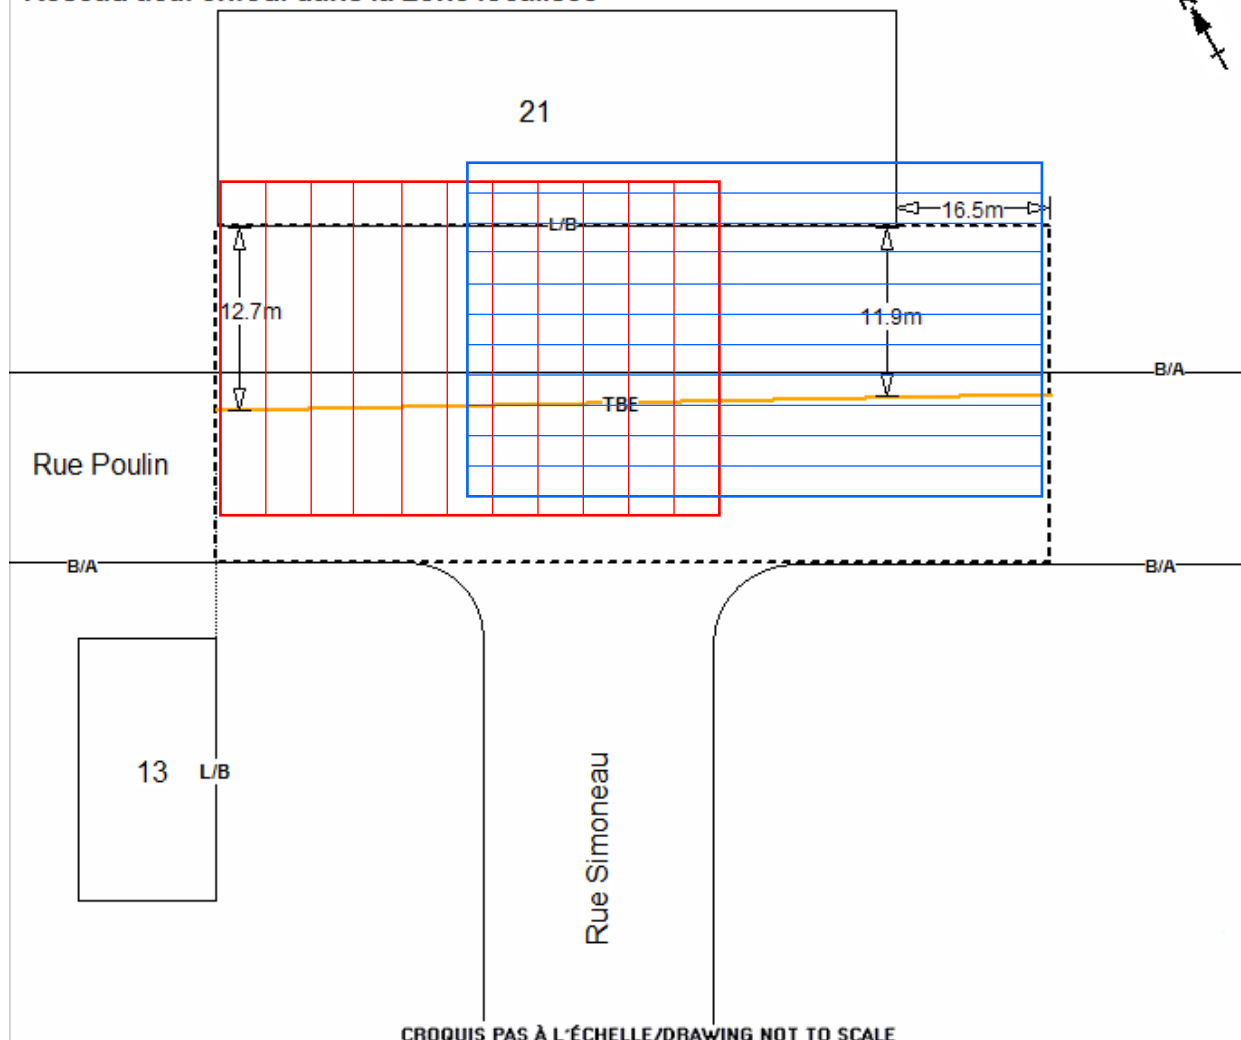 21
16.5m
L/B
12.7m
11.9m
B/A
TBE
Rue Poulin
B/A
B/A
13 L/B
Rue Simoneau
CROQUIS PAS À L'ÉCHELLE/DRAWING NOT TO SCALE